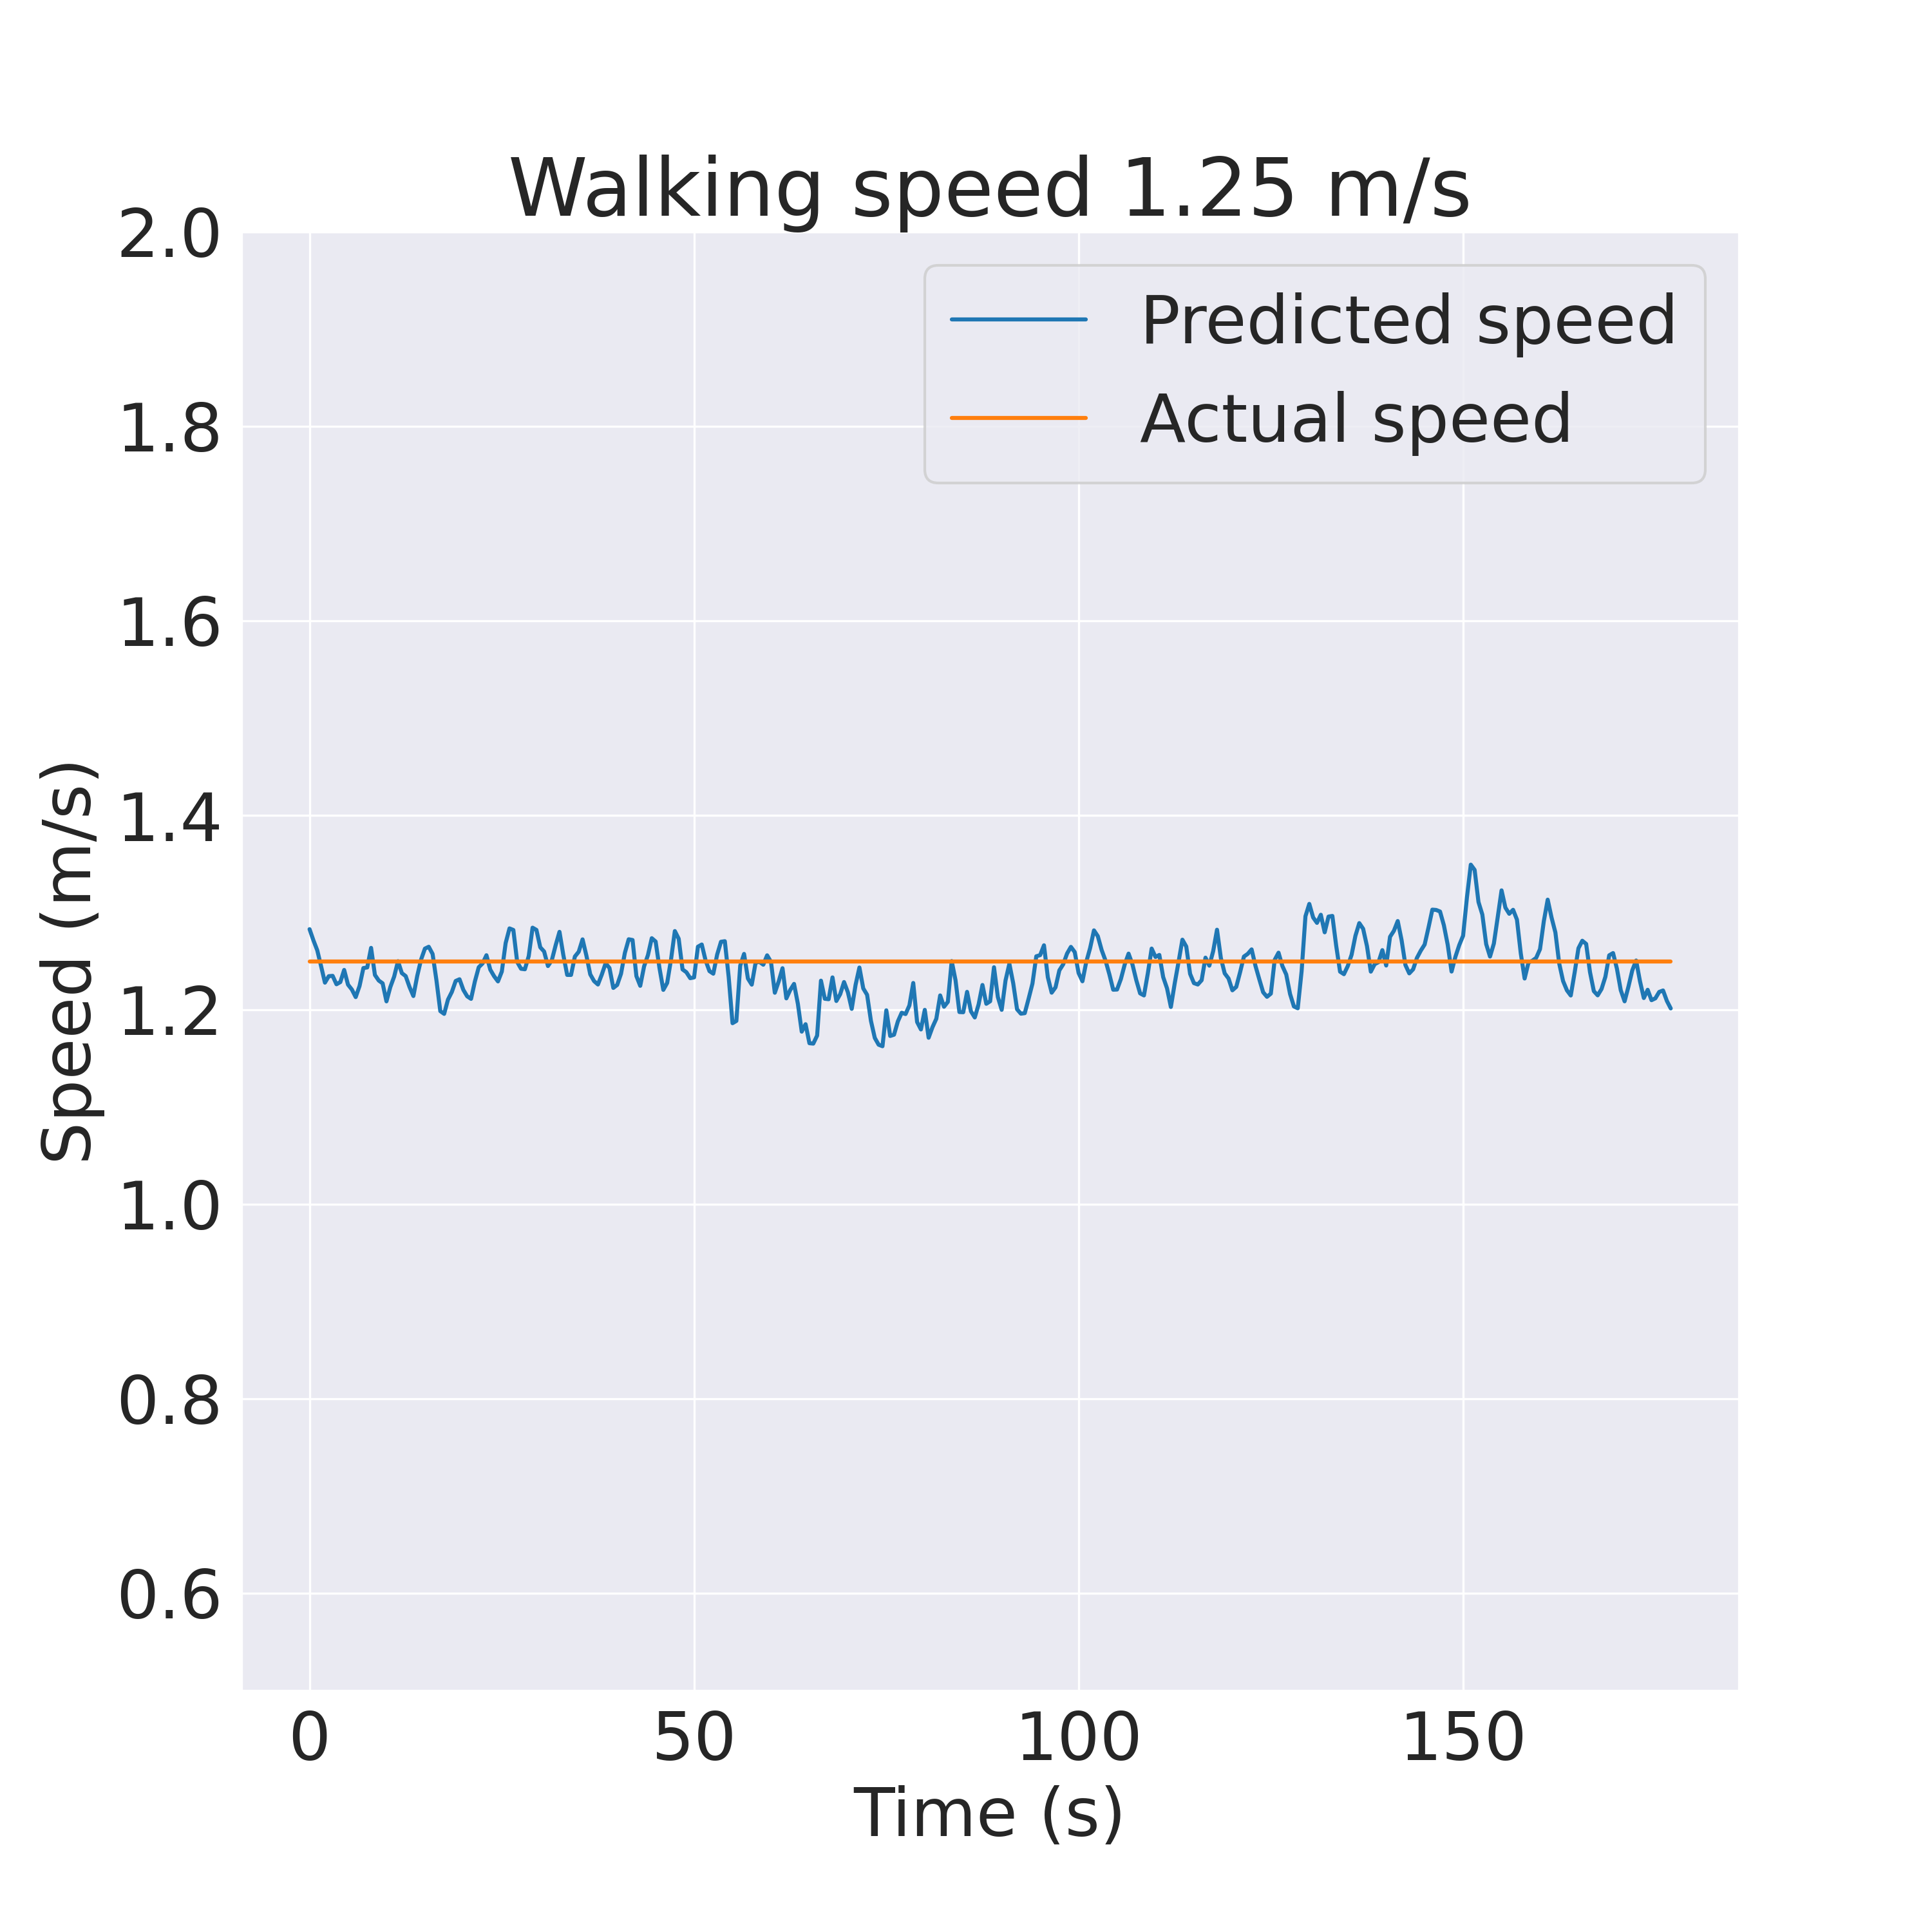 Walking speed 1.25 m/s
2.0
1.8
1.6
1.4
1.2
1.0
0.8
0.6
Speed (m/s)
Predicted speed
Actual speed
0 50 100 150
Time (s)